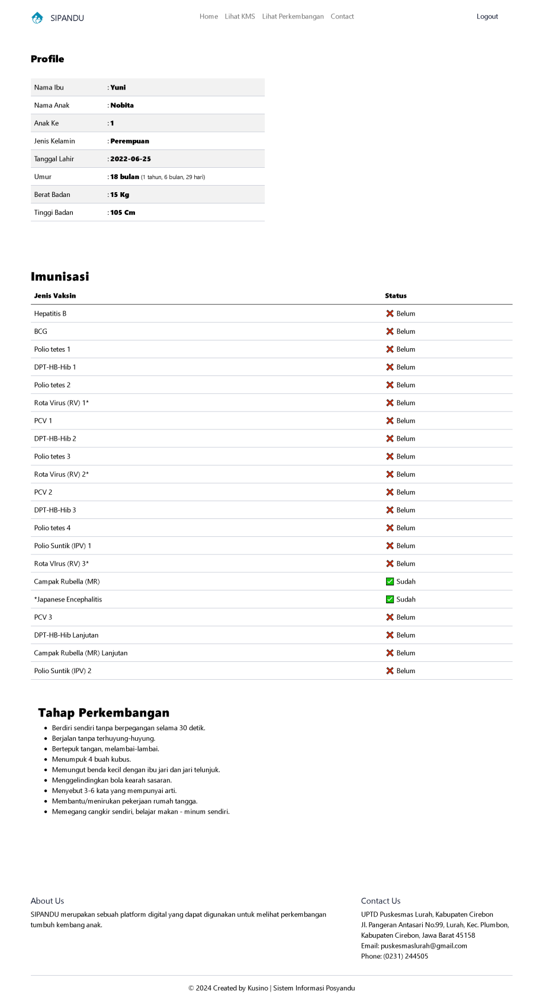 SIPANDU
Home Lihat KMS Lihat Perkembangan Contact
Logout
Profile
Nama Ibu : Yuni
Nama Anak : Nobita
Anak Ke : 1
Jenis Kelamin : Perempuan
Tanggal Lahir : 2022-06-25
Umur : 18 bulan (1 tahun, 6 bulan, 29 hari)
Berat Badan : 15 Kg
Tinggi Badan : 105 Cm
Imunisasi
Jenis Vaksin Status
Hepatitis B ❌ Belum
BCG ❌ Belum
Polio tetes 1 ❌ Belum
DPT-HB-Hib 1 ❌ Belum
Polio tetes 2 ❌ Belum
Rota Virus (RV) 1* ❌ Belum
PCV 1 ❌ Belum
DPT-HB-Hib 2 ❌ Belum
Polio tetes 3 ❌ Belum
Rota Virus (RV) 2* ❌ Belum
PCV 2 ❌ Belum
DPT-HB-Hib 3 ❌ Belum
Polio tetes 4 ❌ Belum
Polio Suntik (IPV) 1 ❌ Belum
Rota VIrus (RV) 3* ❌ Belum
Campak Rubella (MR) ✅ Sudah
*Japanese Encephalitis ✅ Sudah
PCV 3 ❌ Belum
DPT-HB-Hib Lanjutan ❌ Belum
Campak Rubella (MR) Lanjutan ❌ Belum
Polio Suntik (IPV) 2 ❌ Belum
Tahap Perkembangan
• Berdiri sendiri tanpa berpegangan selama 30 detik.
• Berjalan tanpa terhuyung-huyung.
• Bertepuk tangan, melambai-lambai.
• Menumpuk 4 buah kubus.
• Memungut benda kecil dengan ibu jari dan jari telunjuk.
• Menggelindingkan bola kearah sasaran.
• Menyebut 3-6 kata yang mempunyai arti.
• Membantu/menirukan pekerjaan rumah tangga.
• Memegang cangkir sendiri, belajar makan - minum sendiri.
About Us
SIPANDU merupakan sebuah platform digital yang dapat digunakan untuk melihat perkembangan
tumbuh kembang anak.
Contact Us
UPTD Puskesmas Lurah, Kabupaten Cirebon
Jl. Pangeran Antasari No.99, Lurah, Kec. Plumbon,
Kabupaten Cirebon, Jawa Barat 45158
Email: puskesmaslurah@gmail.com
Phone: (0231) 244505
© 2024 Created by Kusino | Sistem Informasi Posyandu